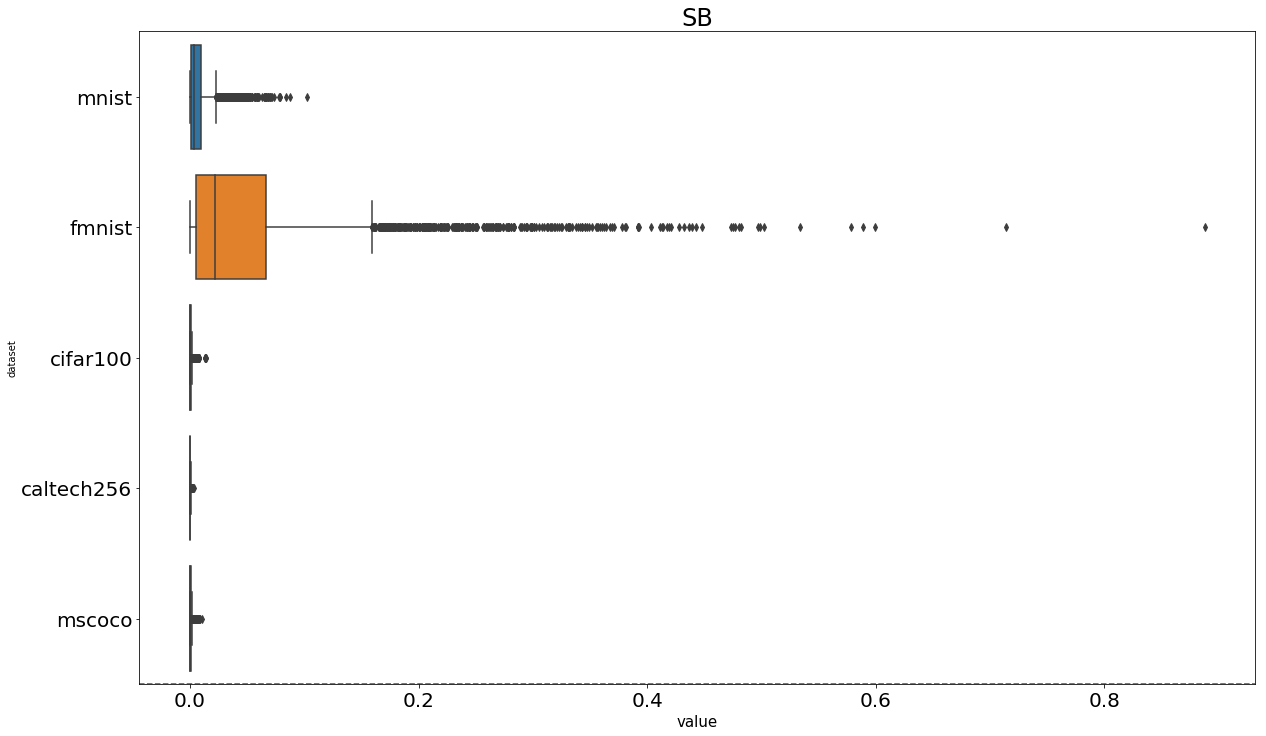 SB
mnist
fmnist
cifar100
caltech256
mscoco
dataset
0.0 0.2 0.4 0.6 0.8
value